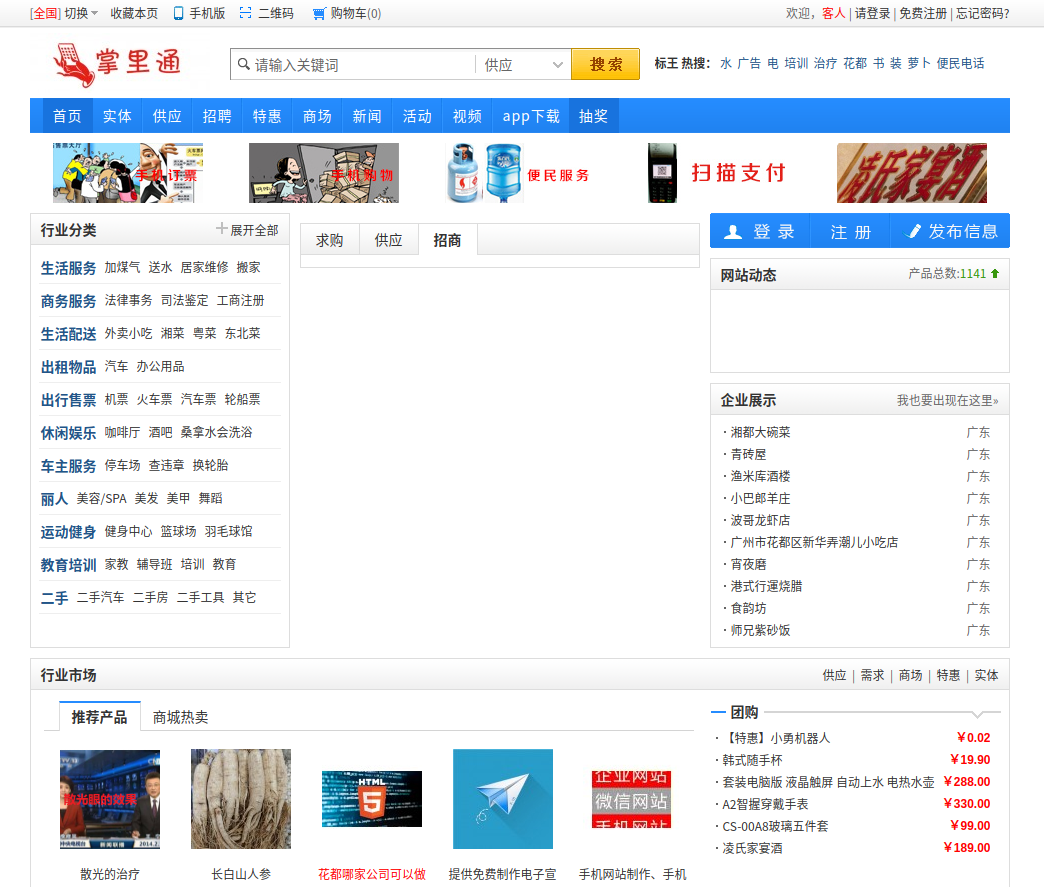 [全国] 切换 收藏本页 手机版 二维码 购物车(0) 欢迎，客人 | 请登录 | 免费注册 | 忘记密码?
掌里通 请输入关键词 供应 搜索 标王 热搜： 水 广告 电 培训 治疗 花都 书 装 萝卜 便民电话
首页 实体 供应 招聘 特惠 商场 新闻 活动 视频 app下载 抽奖
手机订票 手机购物 便民服务 扫描支付 凌氏家宴酒
行业分类 展开全部
生活服务 加煤气 送水 居家维修 搬家
商务服务 法律事务 司法鉴定 工商注册
生活配送 外卖小吃 湘菜 粤菜 东北菜
出租物品 汽车 办公用品
出行售票 机票 火车票 汽车票 轮船票
休闲娱乐 咖啡厅 酒吧 桑拿水会洗浴
车主服务 停车场 查违章 换轮胎
丽人 美容/SPA 美发 美甲 舞蹈
运动健身 健身中心 篮球场 羽毛球馆
教育培训 家教 辅导班 培训 教育
二手 二手汽车 二手房 二手工具 其它
求购 供应 招商
登录 注册 发布信息
网站动态 产品总数:1141
企业展示 我也要出现在这里»
· 湘都大碗菜 广东
· 青砖屋 广东
· 渔米库酒楼 广东
· 小巴郎羊庄 广东
· 波哥龙虾店 广东
· 广州市花都区新华弄潮儿小吃店 广东
· 宵夜磨 广东
· 港式行運烧腊 广东
· 食韵坊 广东
· 师兄紫砂饭 广东
行业市场 供应 | 需求 | 商场 | 特惠 | 实体
推荐产品 商城热卖
散光眼的效果
HTML
5
企业网站
微信网站
手机网站
散光的治疗 长白山人参 花都哪家公司可以做 提供免费制作电子宣 手机网站制作、手机
团购
· 【特惠】小勇机器人 ￥0.02
· 韩式随手杯 ￥19.90
· 套装电脑版 液晶触屏 自动上水 电热水壶 ￥288.00
· A2智握穿戴手表 ￥330.00
· CS-00A8玻璃五件套 ￥99.00
· 凌氏家宴酒 ￥189.00